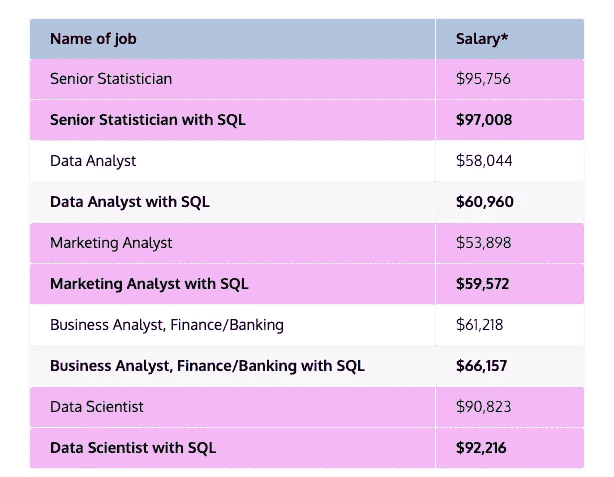 Name of job Salary*
Senior Statistician $95,756
Senior Statistician with SQL $97,008
Data Analyst $58,044
Data Analyst with SQL $60,960
Marketing Analyst $53,898
Marketing Analyst with SQL $59,572
Business Analyst, Finance/Banking $61,218
Business Analyst, Finance/Banking with SQL $66,157
Data Scientist $90,823
Data Scientist with SQL $92,216